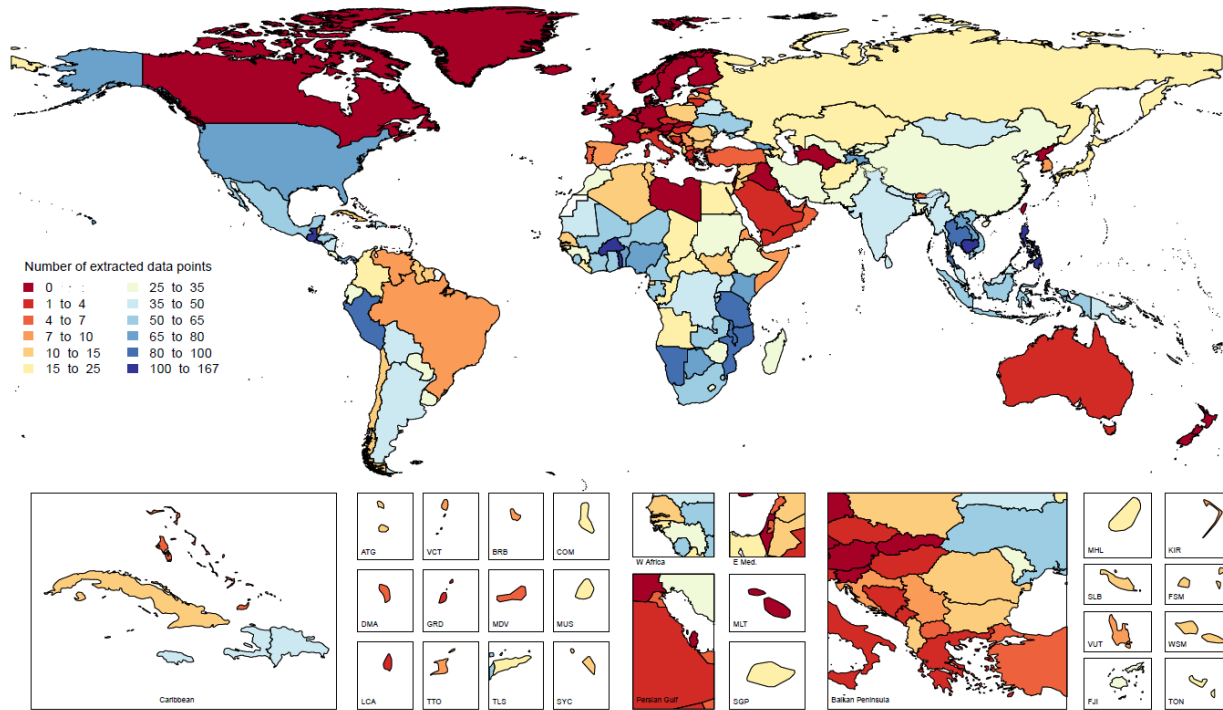 Number of extracted data points
0
1 to 4
4 to 7
7 to 10
10 to 15
15 to 25
25 to 35
35 to 50
50 to 65
65 to 80
80 to 100
100 to 167
Caribbean
ATG
VCT
BRB
COM
DMA
GRD
MDV
MUS
LCA
TTO
TLS
SYC
W Africa
E Med.
Persian Gulf
MLT
SGP
Balkan Peninsula
MHL
KIR
SLB
FSM
VUT
WSM
FJI
TON